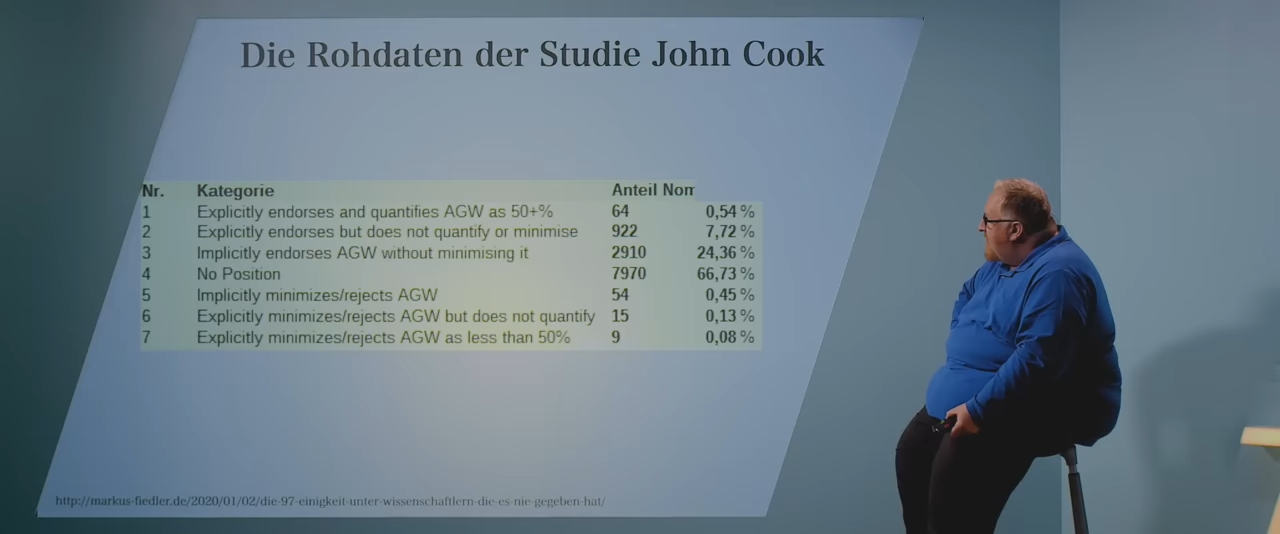 Die Rohdaten der Studie John Cook
Nr. Kategorie Anteil Nom
1 Explicitly endorses and quantifies AGW as 50+% 64 0,54 %
2 Explicitly endorses but does not quantify or minimise 922 7,72 %
3 Implicitly endorses AGW without minimising it 2910 24,36 %
4 No Position 7970 66,73 %
5 Implicitly minimizes/rejects AGW 54 0,45 %
6 Explicitly minimizes/rejects AGW but does not quantify 15 0,13 %
7 Explicitly minimizes/rejects AGW as less than 50% 9 0,08 %
http://markus-fiedler.de/2020/01/02/die-97-einigkeit-unter-wissenschaftlern-die-es-nie-gegeben-hat/